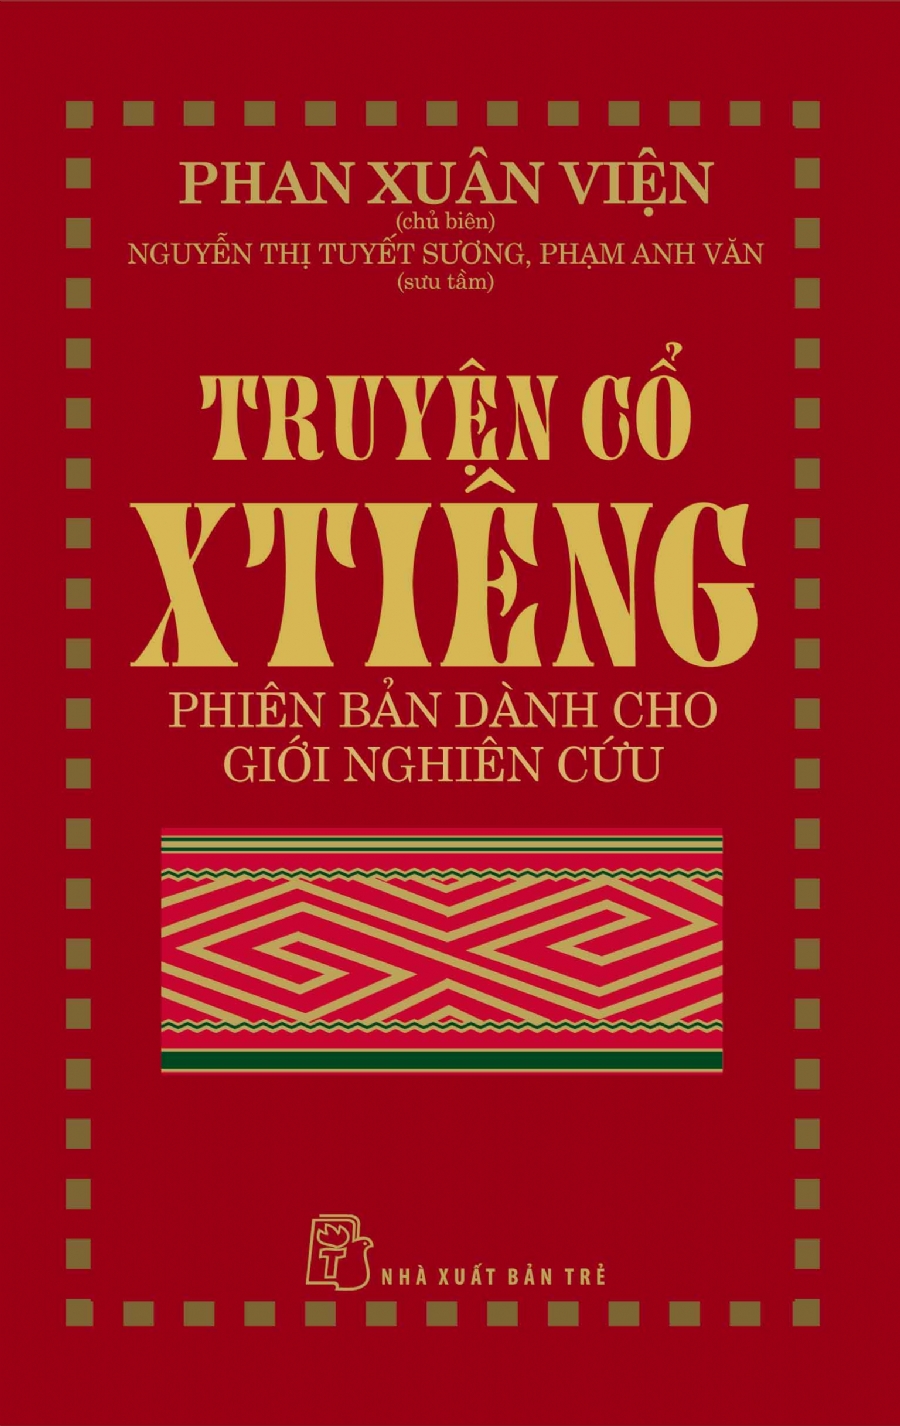 PHAN XUÂN VIỆN
(chủ biên)
NGUYỄN THỊ TUYẾT SƯƠNG, PHẠM ANH VĂN
(sưu tầm)
TRUYỆN CỔ
XTIÊNG
PHIÊN BẢN DÀNH CHO
GIỚI NGHIÊN CỨU
T
NHÀ XUẤT BẢN TRẺ